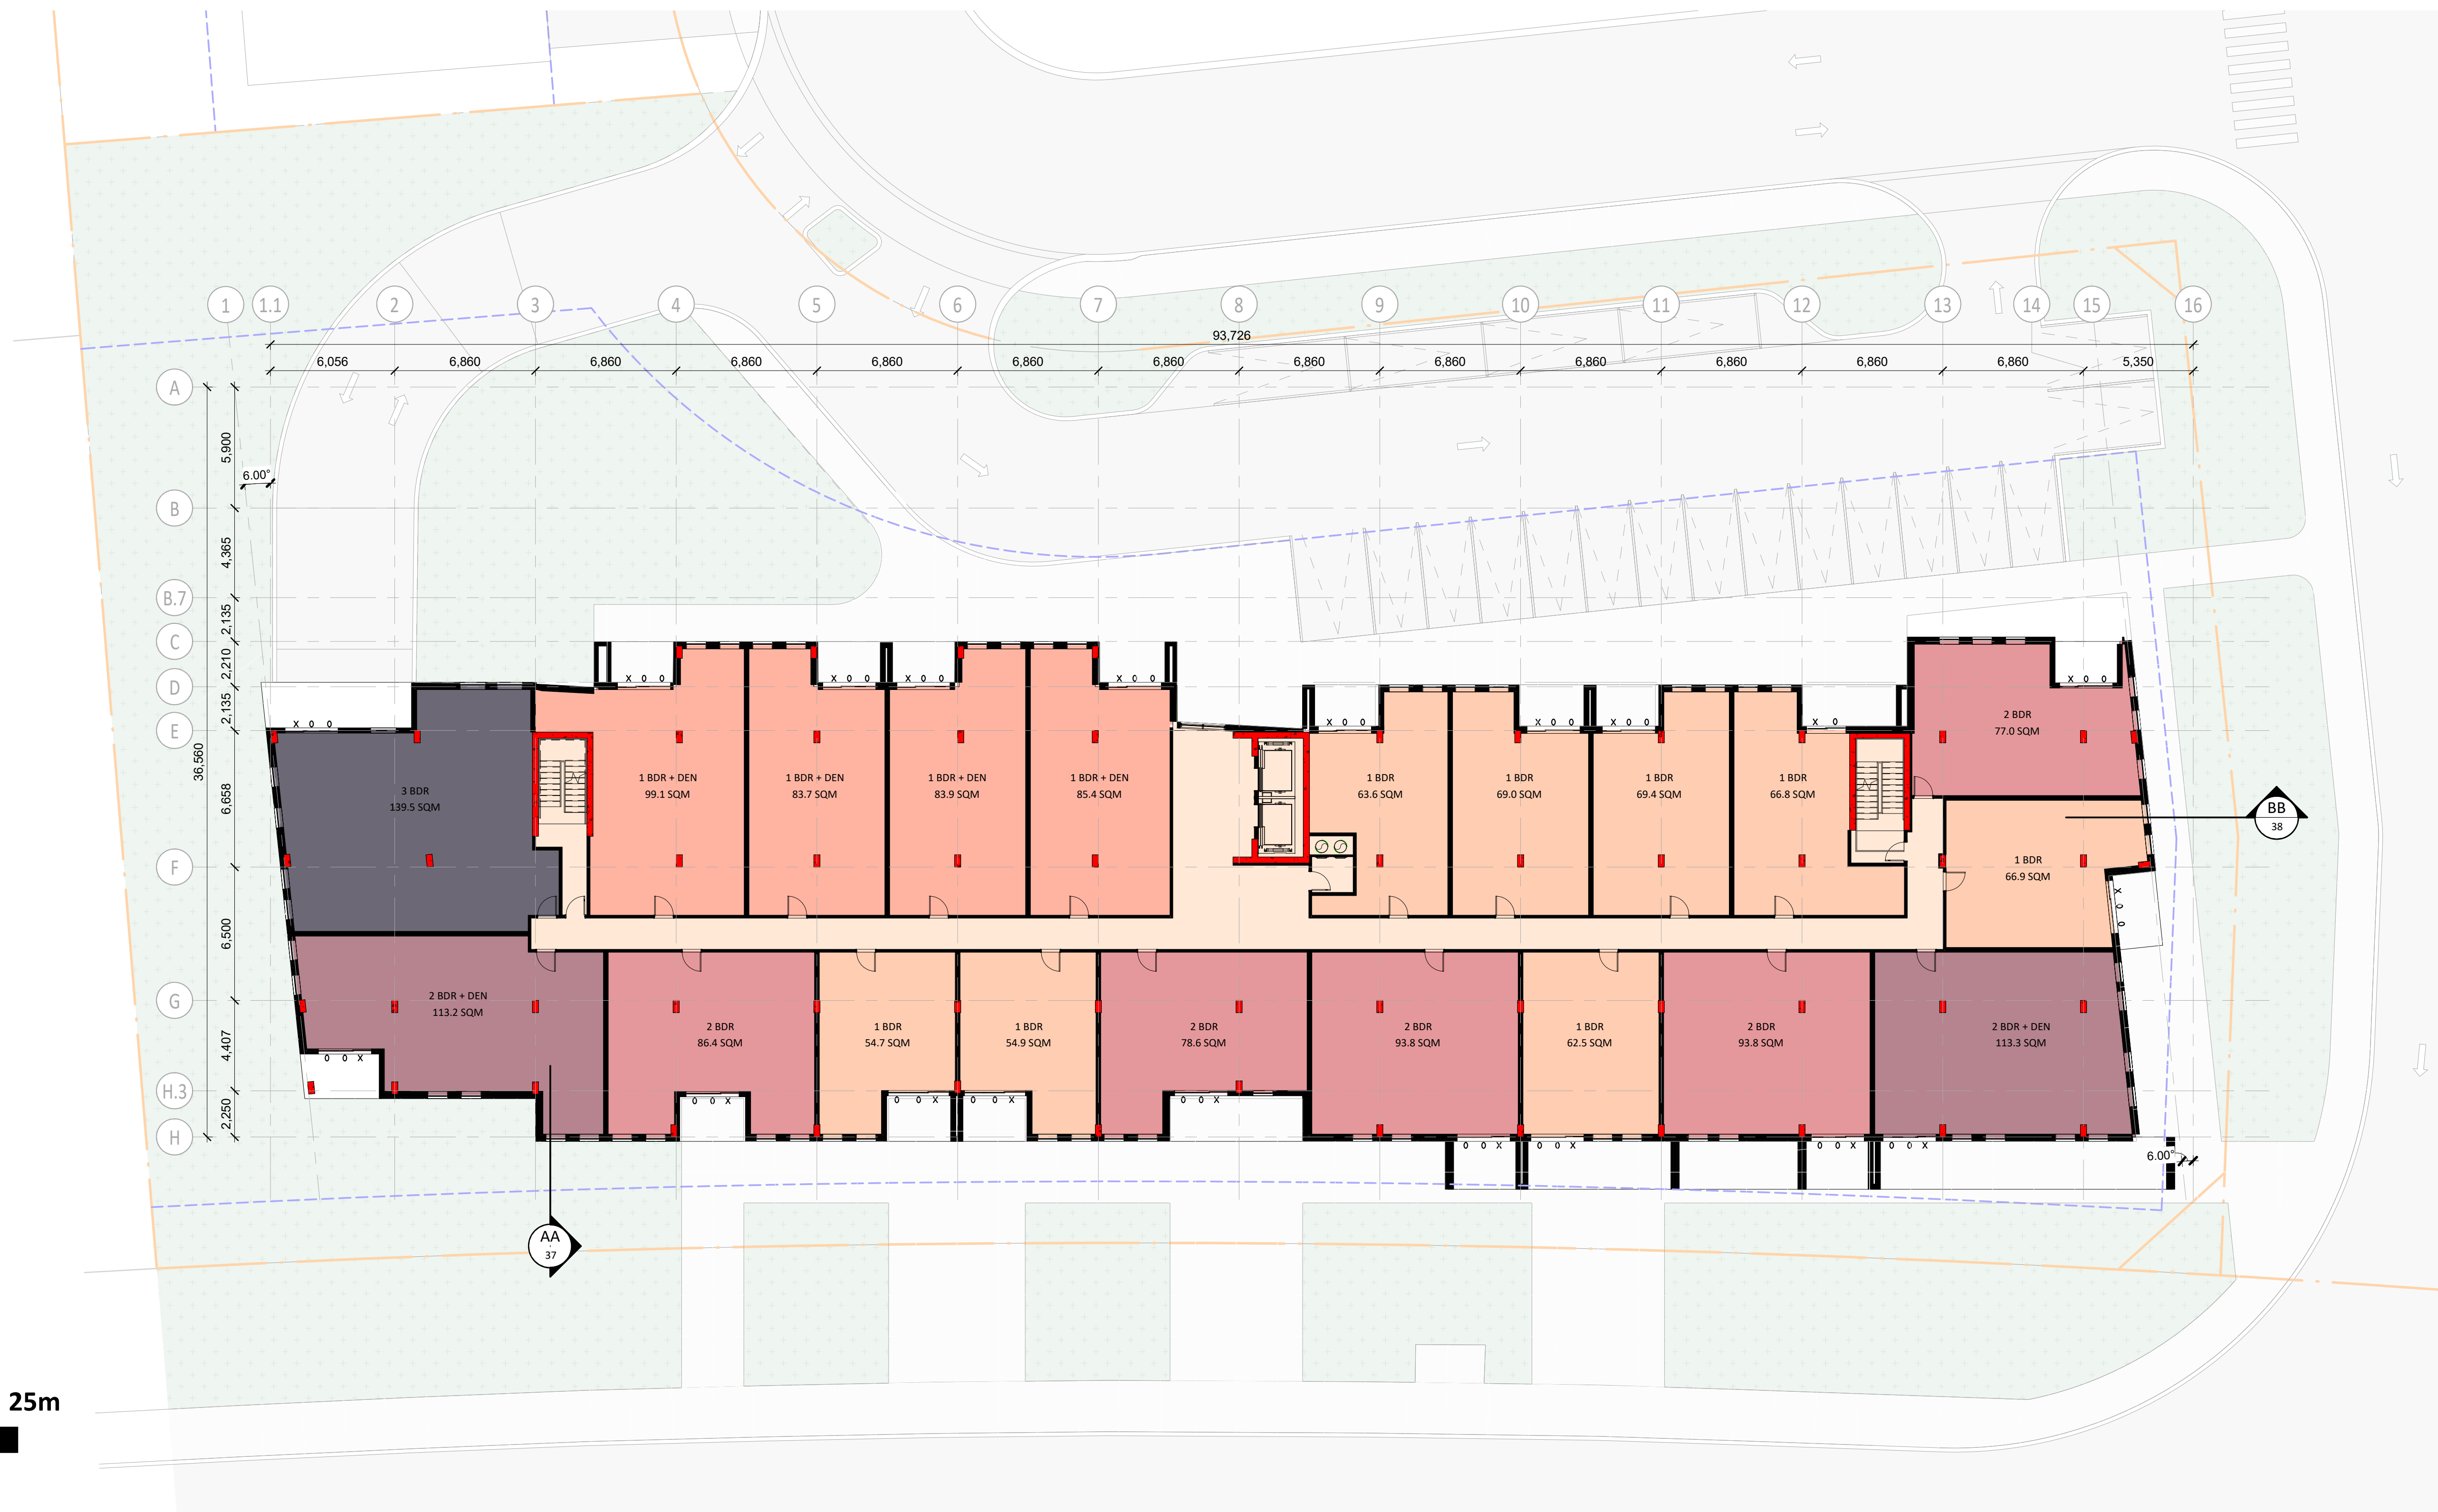 1 1.1 2 3 4 5 6 7 8 9 10 11 12 13 14 15 16
93,726
6,056 6,860 6,860 6,860 6,860 6,860 6,860 6,860 6,860 6,860 6,860 6,860 6,860 5,350
A
5,900
6.00°
B
4,365
B.7
2,135
C
2,210
D
2,135
E
36,560
6,658
F
6,500
G
4,407
H.3
2,250
H
X O O
X O O
X O O
X O O
X O O
X O O
X O O
X O O
X O
X O O
3 BDR
139.5 SQM
1 BDR + DEN
99.1 SQM
1 BDR + DEN
83.7 SQM
1 BDR + DEN
83.9 SQM
1 BDR + DEN
85.4 SQM
1 BDR
63.6 SQM
1 BDR
69.0 SQM
1 BDR
69.4 SQM
1 BDR
66.8 SQM
2 BDR
77.0 SQM
BB
38
1 BDR
66.9 SQM
X O O
2 BDR + DEN
113.2 SQM
2 BDR
86.4 SQM
1 BDR
54.7 SQM
1 BDR
54.9 SQM
2 BDR
78.6 SQM
2 BDR
93.8 SQM
1 BDR
62.5 SQM
2 BDR
93.8 SQM
2 BDR + DEN
113.3 SQM
O O X
O O X
O O X
O O X
O O X
O O X
O O X
O O X
O O X
6.00°
AA
37
25m